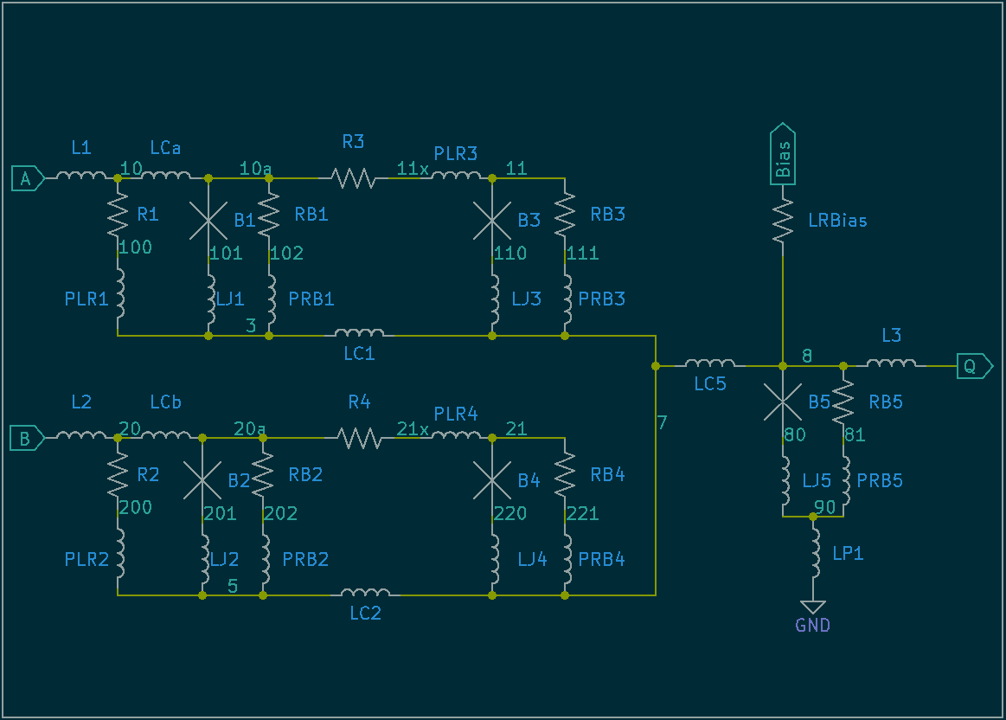 Bias
R3
L1
LCa
PLR3
10
10a
11x
11
A
R1
B1
RB1
B3
RB3
LRBias
100
101
102
110
111
PLR1
LJ1
PRB1
LJ3
PRB3
3
LC1
L3
8
Q
LC5
L2
LCb
R4
PLR4
B5
RB5
20
20a
21x
21
7
80
81
B
R2
B2
RB2
B4
RB4
LJ5
PRB5
200
201
202
220
221
90
PLR2
LJ2
PRB2
LJ4
PRB4
LP1
5
LC2
GND